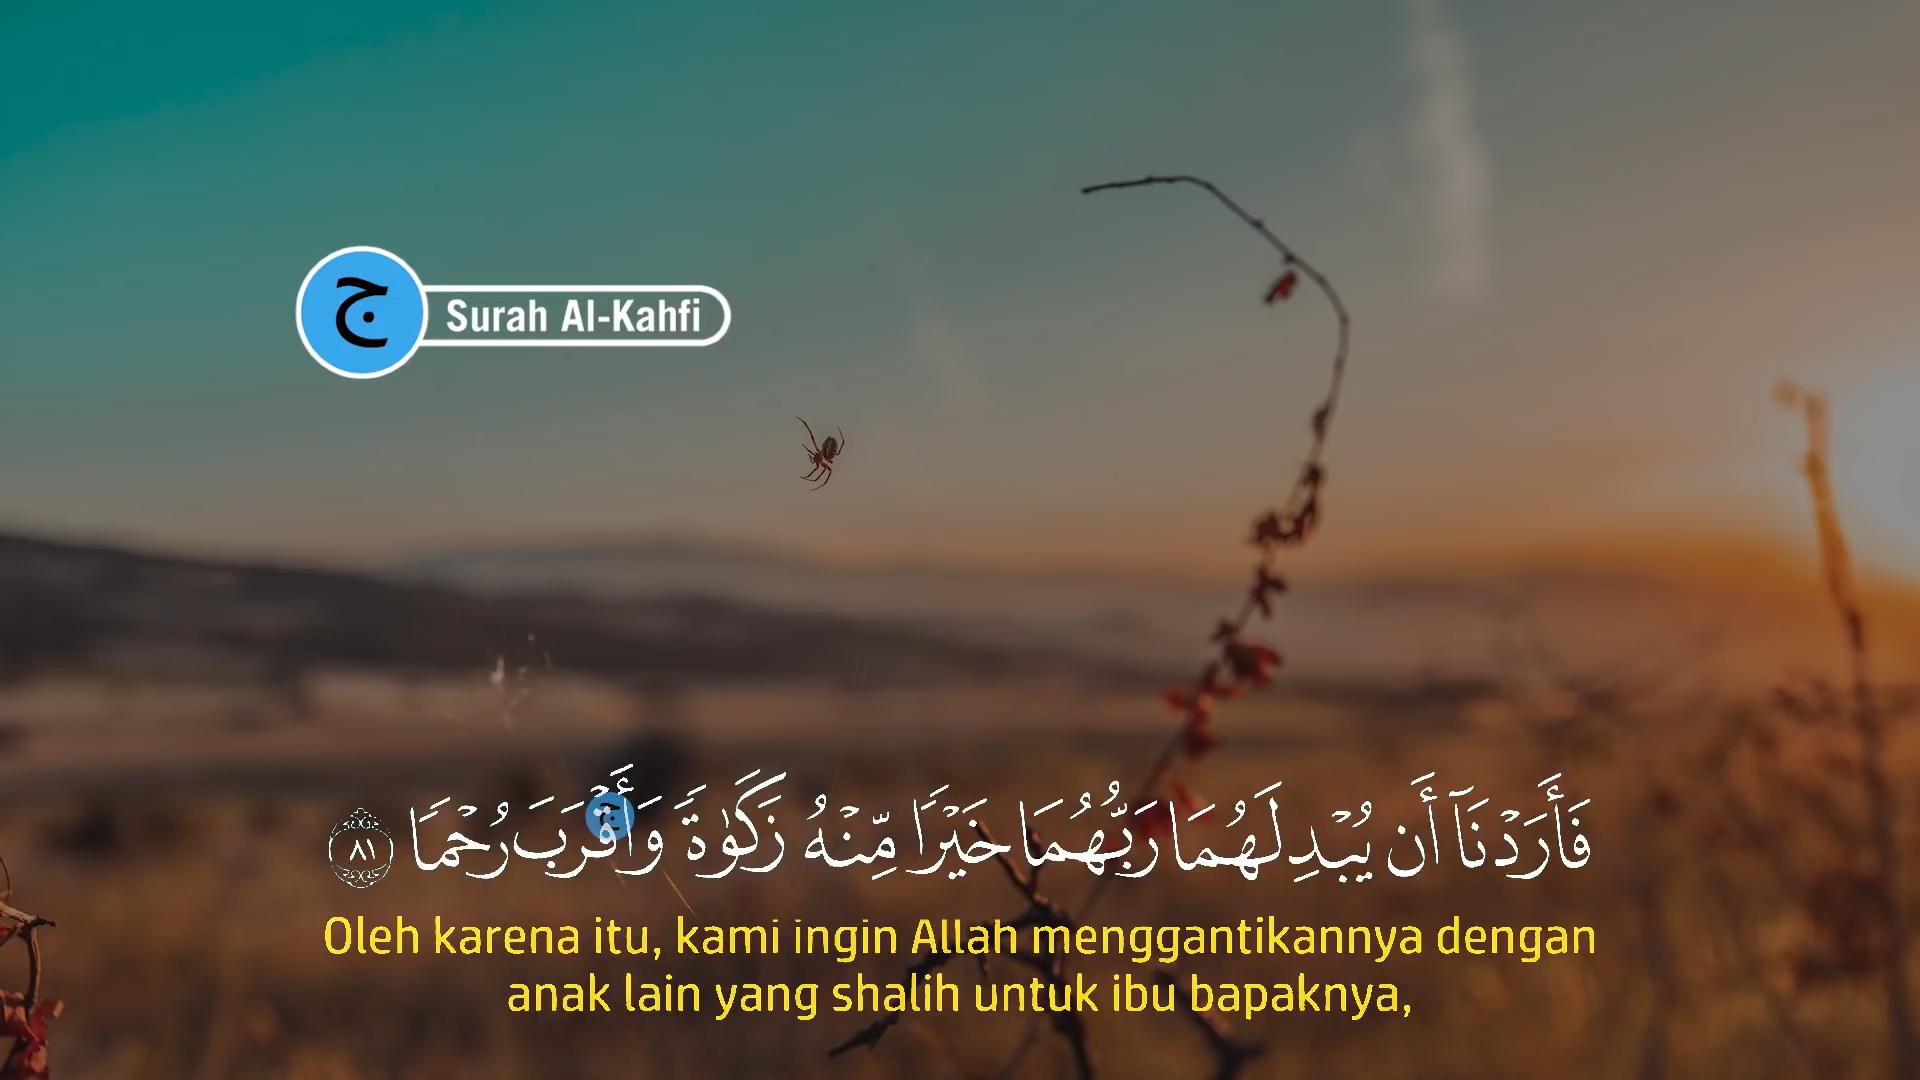 ج
Surah Al-Kahfi
فَأَرَدْنَآ أَن يُبْدِلَهُمَا رَبُّهُمَا خَيْرًا مِّنْهُ زَكَوٰةً وَأَقْرَبَ رُحْمًا ٨١
Oleh karena itu, kami ingin Allah menggantikannya dengan
anak lain yang shalih untuk ibu bapaknya,